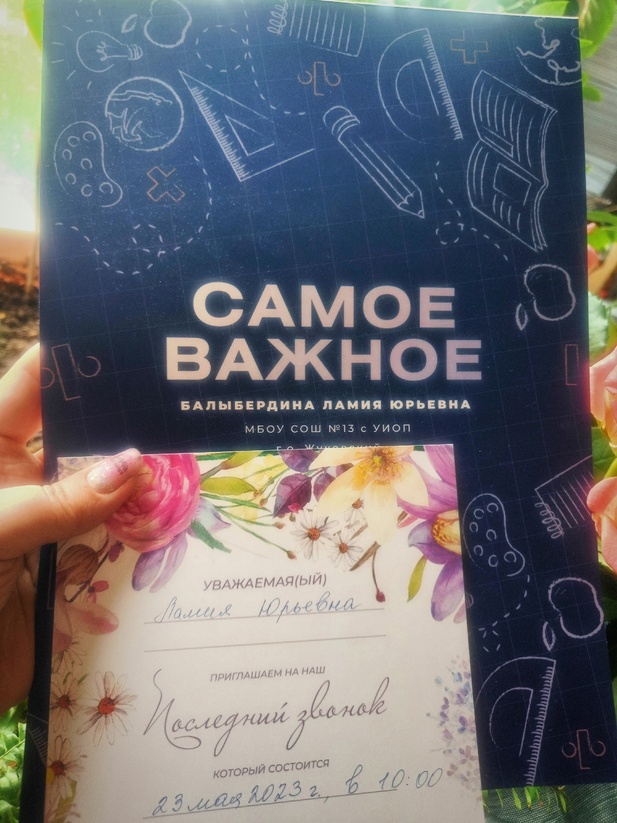 САМОЕ
ВАЖНОЕ
БАЛЫБЕРДИНА ЛАМИЯ ЮРЬЕВНА
МБОУ СОШ №13 с УИОП
г.о. Жуковский
УВАЖАЕМАЯ(ЫЙ)
Ламия Юрьевна
ПРИГЛАШАЕМ НА НАШ
Последний звонок
КОТОРЫЙ СОСТОИТСЯ
23 мая 2023 г., в 10:00